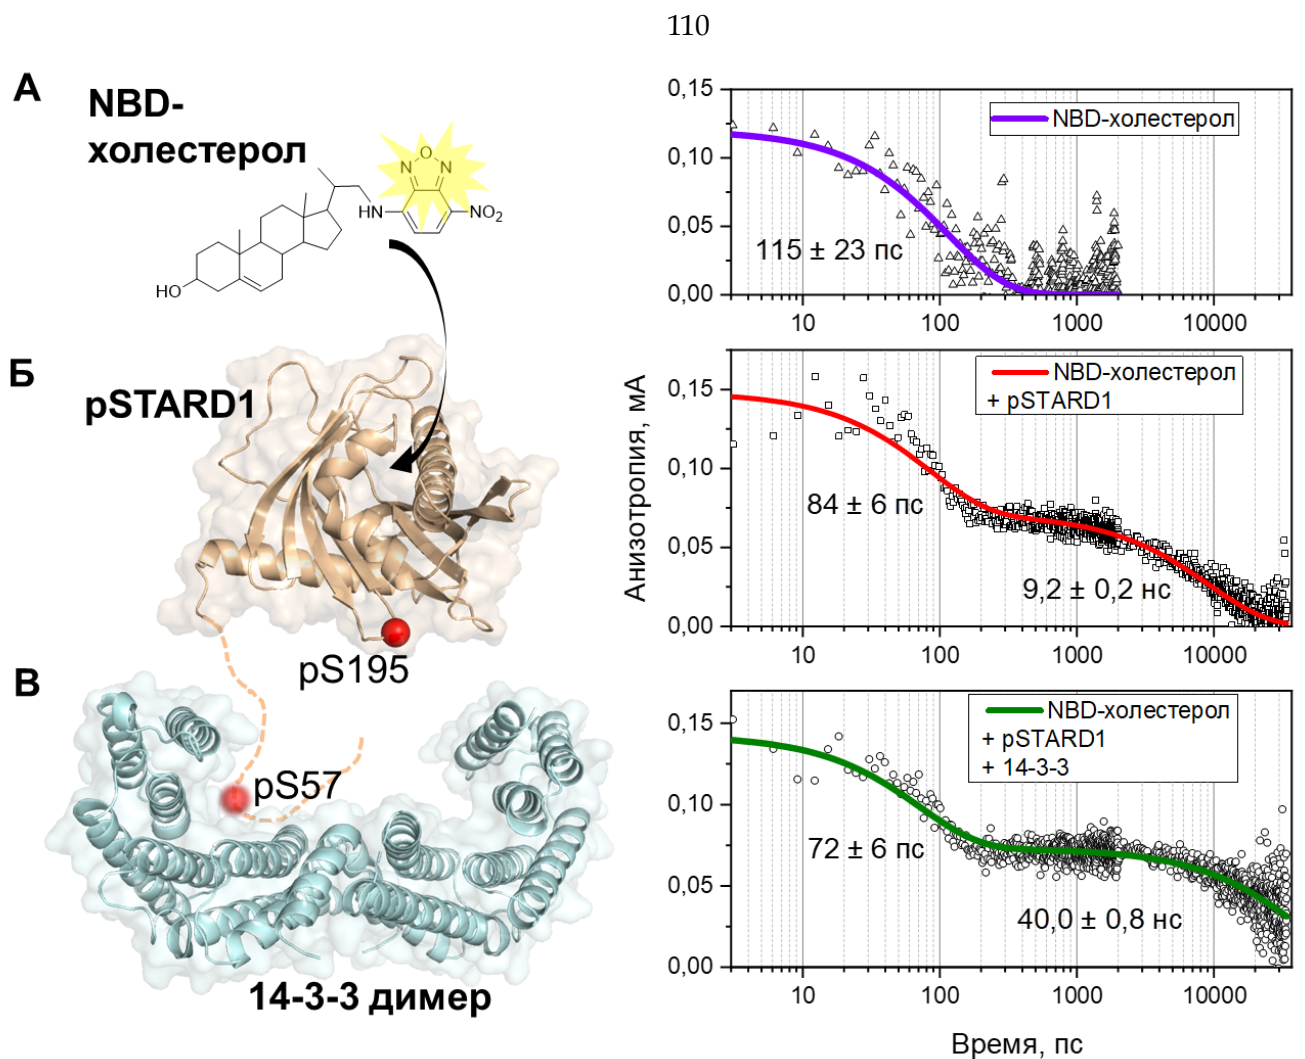 110
А
NBD-
холестерол
N
O
N
HN
NO₂
HO
0,15
0,10
0,05
0,00
NBD-холестерол
115 ± 23 пс
10
100
1000
10000
Б
pSTARD1
pS195
Анизотропия, мА
0,15
0,10
0,05
0,00
NBD-холестерол
+ pSTARD1
84 ± 6 пс
9,2 ± 0,2 нс
10
100
1000
10000
В
pS57
14-3-3 димер
0,15
0,10
0,05
0,00
NBD-холестерол
+ pSTARD1
+ 14-3-3
72 ± 6 пс
40,0 ± 0,8 нс
10
100
1000
10000
Время, пс